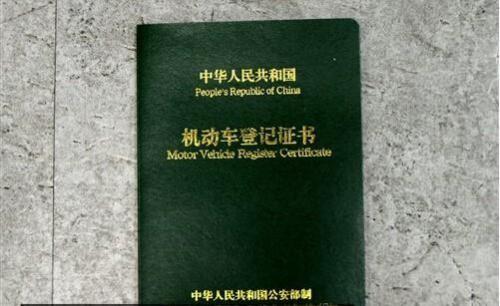 中华人民共和国
People's Republic of China
机动车登记证书
Motor Vehicle Register Certificate
中华人民共和国公安部制